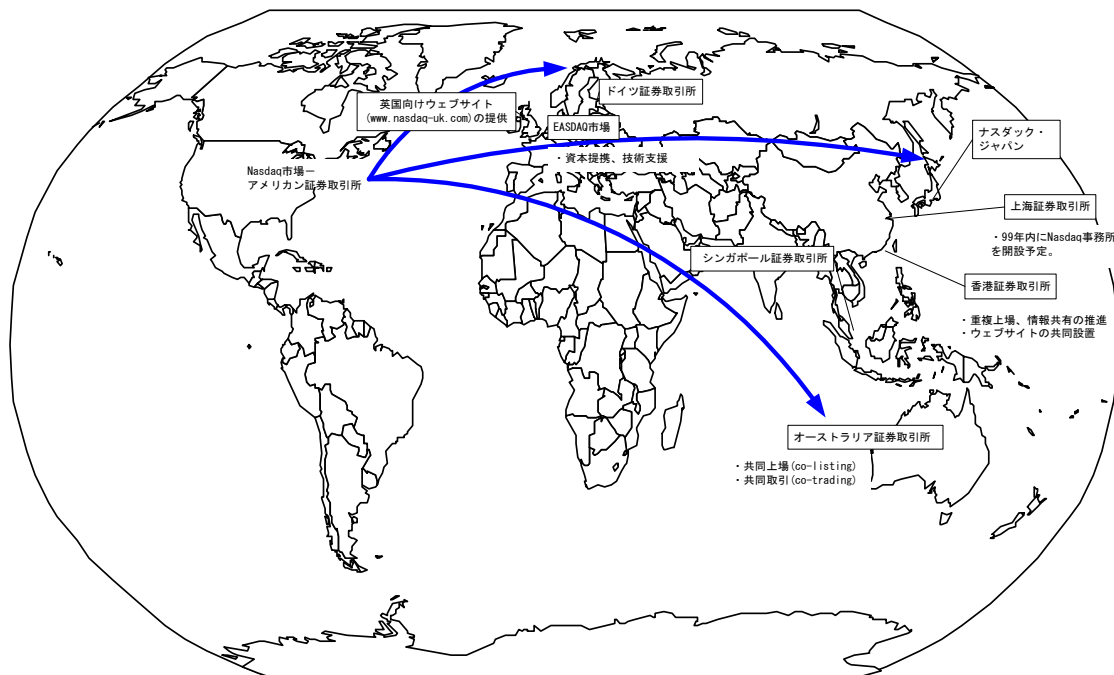 ドイツ証券取引所
英国向けウェブサイト
(www.nasdaq-uk.com)の提供
EASDAQ市場
・資本提携、技術支援
ナスダック・
ジャパン
Nasdaq市場－
アメリカン証券取引所
上海証券取引所
・99年内にNasdaq事務所
を開設予定。
シンガポール証券取引所
香港証券取引所
・重複上場、情報共有の推進
・ウェブサイトの共同設置
オーストラリア証券取引所
・共同上場(co-listing)
・共同取引(co-trading)